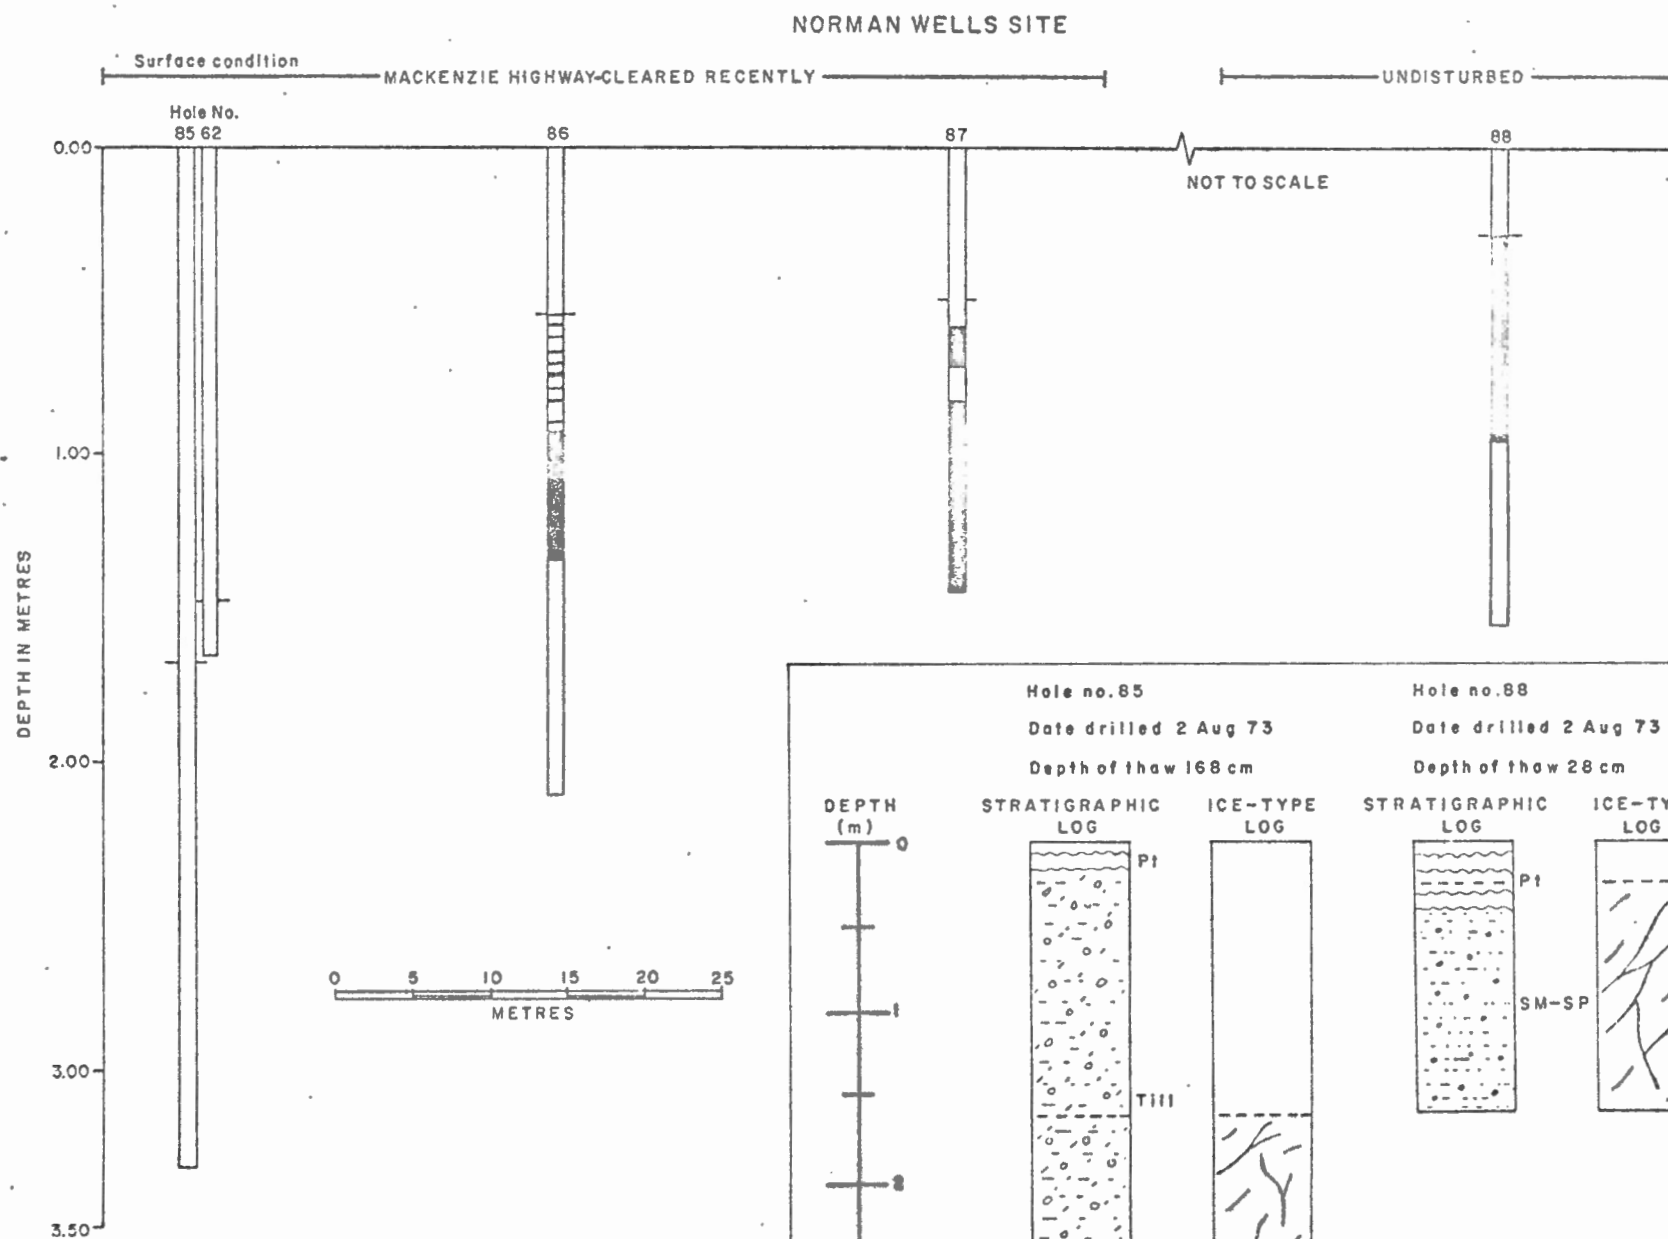 NORMAN WELLS SITE
Surface condition
MACKENZIE HIGHWAY-CLEARED RECENTLY
UNDISTURBED
Hole No.
85 62 86 87 88
0.00
NOT TO SCALE
1.00
DEPTH IN METRES
2.00
3.00
3.50
0 5 10 15 20 25
METRES
Hole no.85
Date drilled 2 Aug 73
Depth of thaw 168 cm
Hole no.88
Date drilled 2 Aug 73
Depth of thaw 28 cm
DEPTH
(m)
STRATIGRAPHIC
LOG
ICE-TYPE
LOG
STRATIGRAPHIC
LOG
ICE-TY
LOG
0
Pt
Pt
1
SM-SP
Till
2